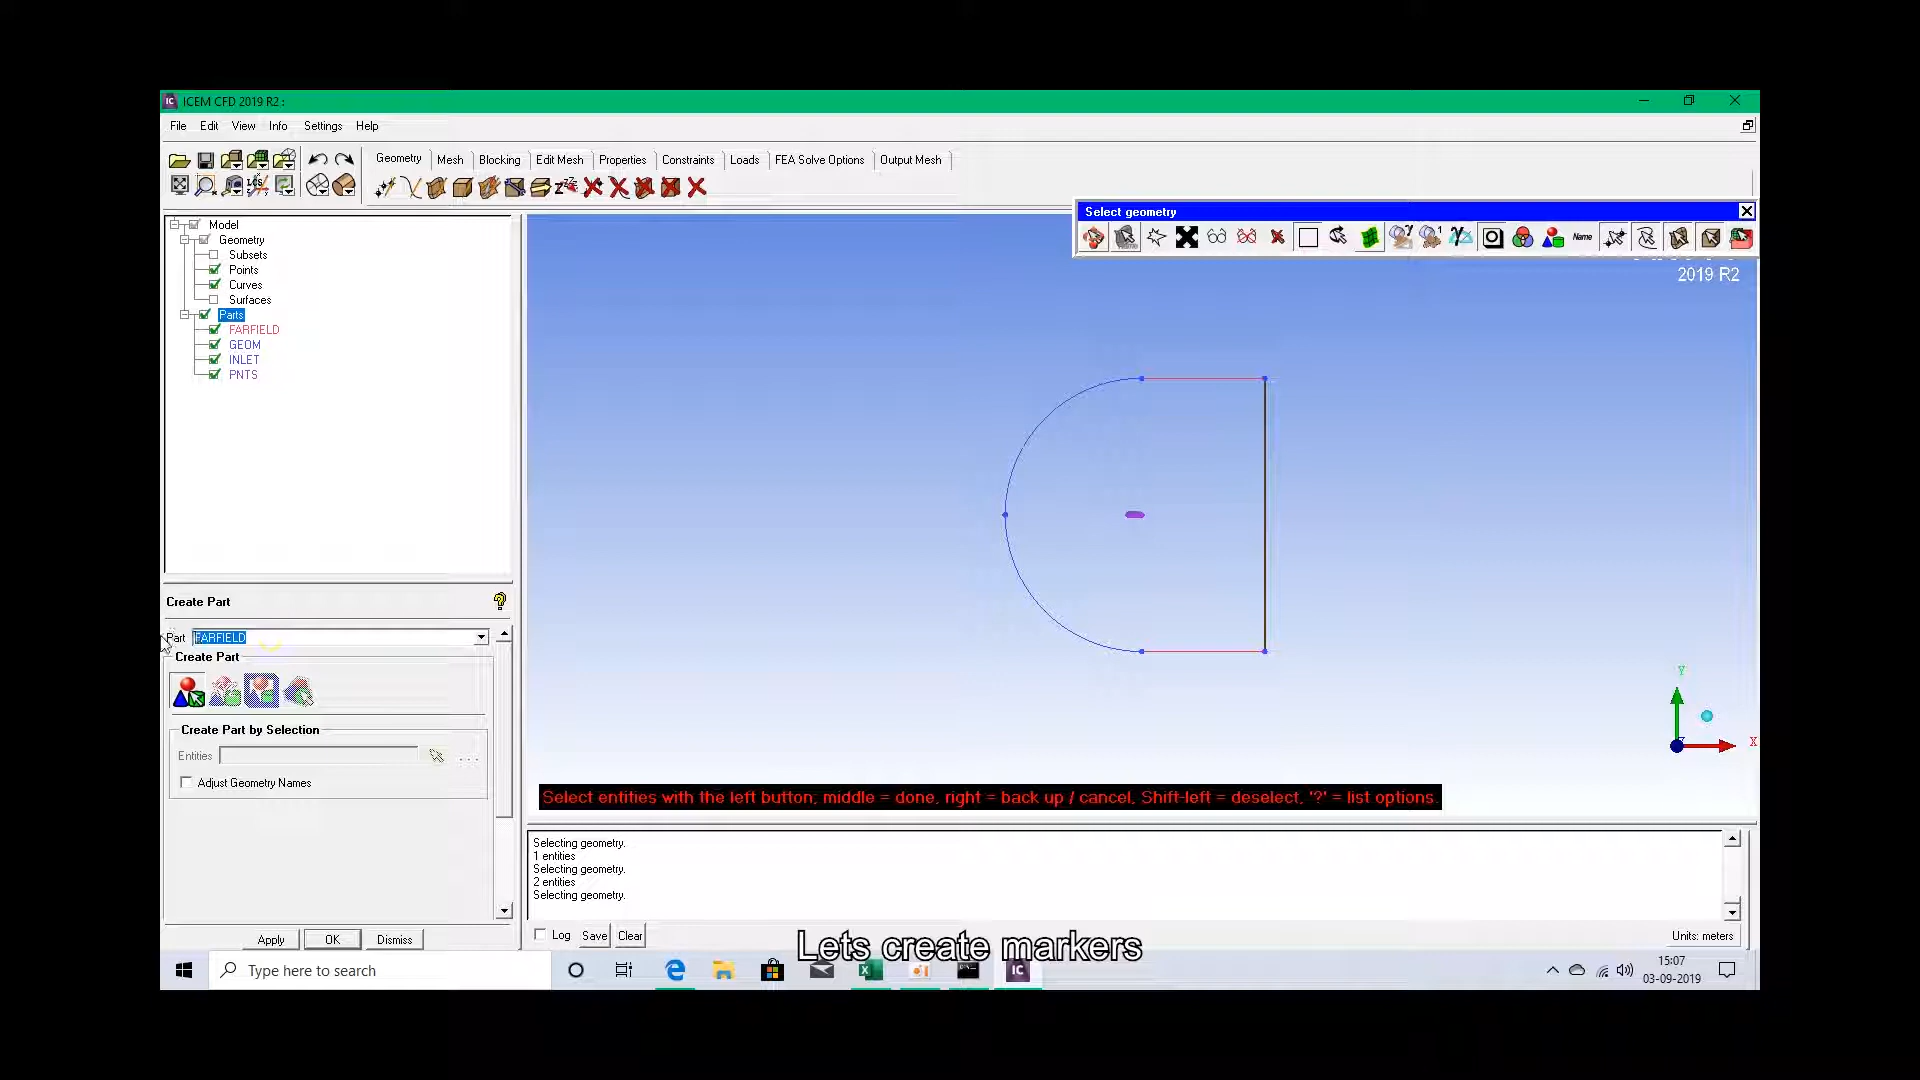 ICEM CFD 2019 R2 :
File Edit View Info Settings Help
Geometry Mesh Blocking Edit Mesh Properties Constraints Loads FEA Solve Options Output Mesh
Select geometry
Name
2019 R2
Model
Geometry
Subsets
Points
Curves
Surfaces
Parts
FARFIELD
GEOM
INLET
PNTS
Create Part
Part FARFIELD
Create Part
Create Part by Selection
Entities
. . .
Adjust Geometry Names
Apply OK Dismiss
Y
X
Select entities with the left button, middle = done, right = back up / cancel, Shift-left = deselect, '?' = list options.
Selecting geometry.
1 entities
Selecting geometry.
2 entities
Selecting geometry.
Log Save Clear
Units: meters
Lets create markers
Type here to search
IC
15:07
03-09-2019